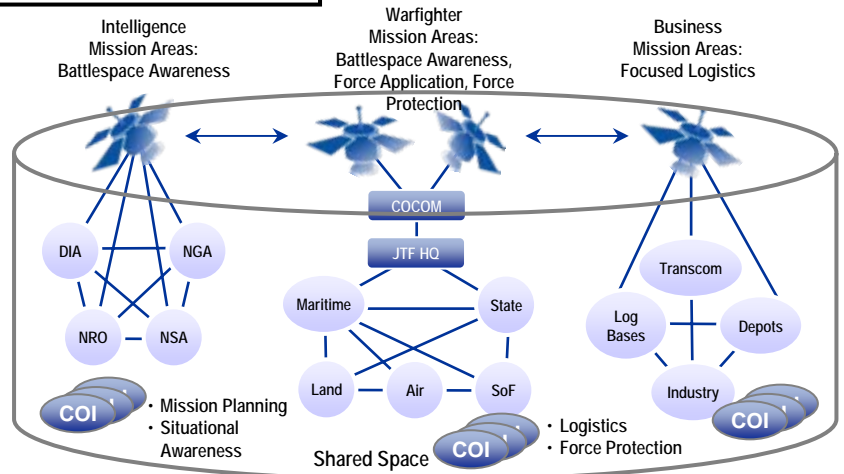 Intelligence
Mission Areas:
Battlespace Awareness
Warfighter
Mission Areas:
Battlespace Awareness,
Force Application, Force
Protection
Business
Mission Areas:
Focused Logistics
COCOM
JTF HQ
DIA
NGA
NRO
NSA
Maritime
State
Land
Air
SoF
Transcom
Log
Bases
Depots
Industry
COI
· Mission Planning
· Situational
Awareness
Shared Space
COI
· Logistics
· Force Protection
COI